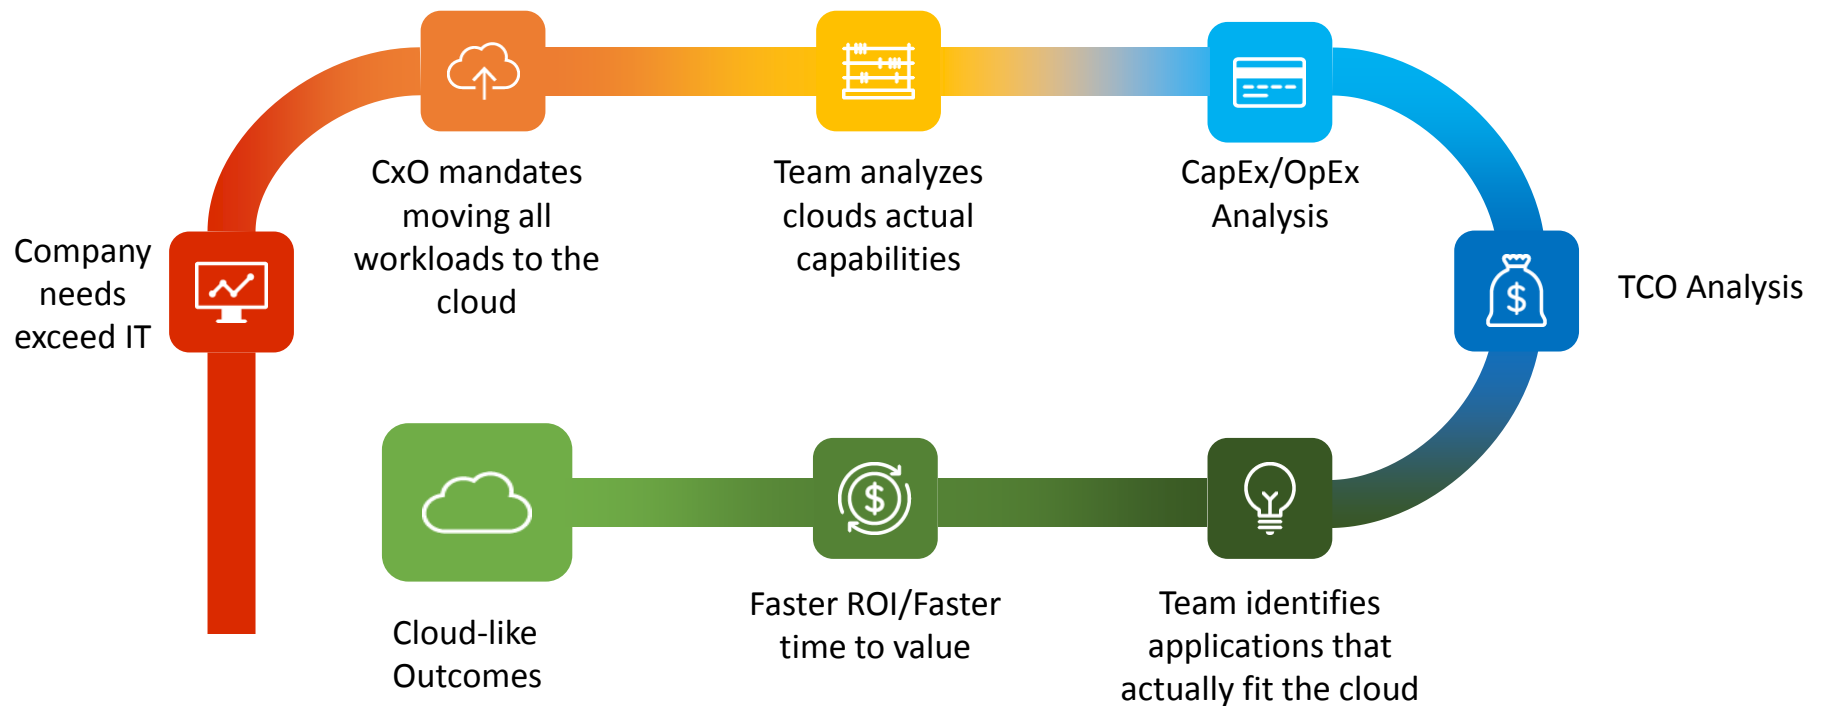 Company
needs
exceed IT
CxO mandates
moving all
workloads to the
cloud
Team analyzes
clouds actual
capabilities
CapEx/OpEx
Analysis
$
TCO Analysis
Team identifies
applications that
actually fit the cloud
$
Faster ROI/Faster
time to value
Cloud-like
Outcomes